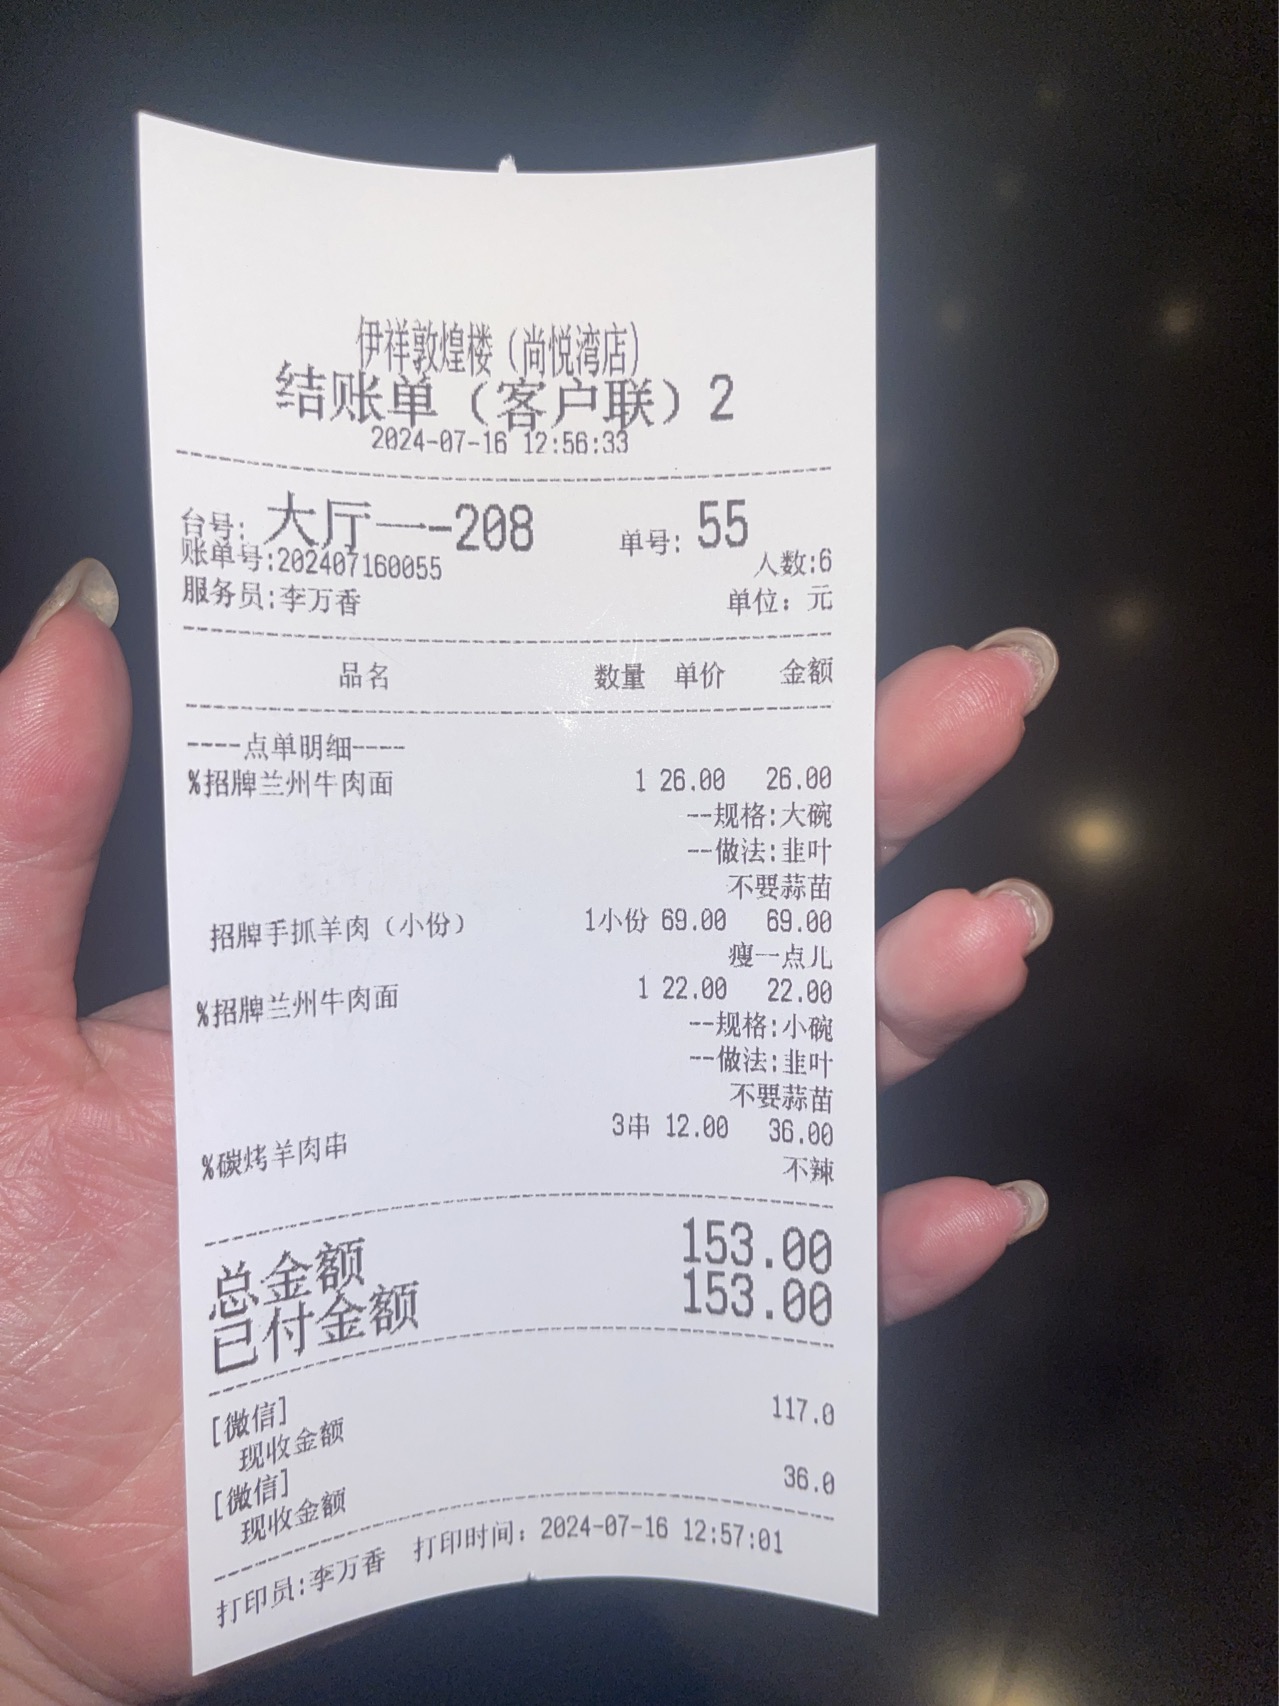 伊祥敦煌楼（尚悦湾店）
结账单（客户联）2
2024-07-16 12:56:33
台号: 大厅一-208 单号: 55
账单号:202407160055 人数:6
服务员:李万香 单位：元
品名 数量 单价 金额
----点单明细----
%招牌兰州牛肉面 1 26.00 26.00
--规格:大碗
--做法:韭叶
不要蒜苗
招牌手抓羊肉（小份） 1小份 69.00 69.00
瘦一点儿
%招牌兰州牛肉面 1 22.00 22.00
--规格:小碗
--做法:韭叶
不要蒜苗
%碳烤羊肉串 3串 12.00 36.00
不辣
总金额 153.00
已付金额 153.00
[微信]
现收金额 117.0
[微信]
现收金额 36.0
打印员:李万香 打印时间：2024-07-16 12:57:01